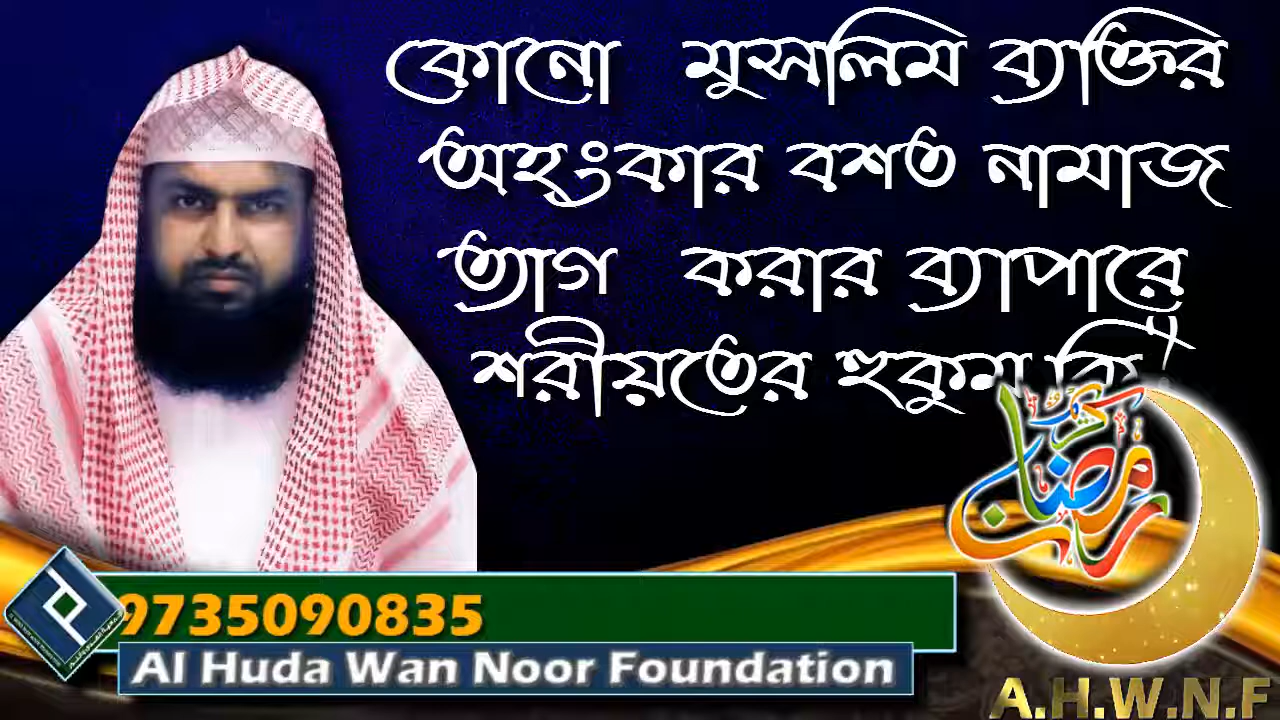 কোনো মুসলিম ব্যক্তির
অহংকার বশত নামাজ
ত্যাগ করার ব্যাপারে
শরীয়তের হুকুম কি
9735090835
Al Huda Wan Noor Foundation
A.H.W.N.F